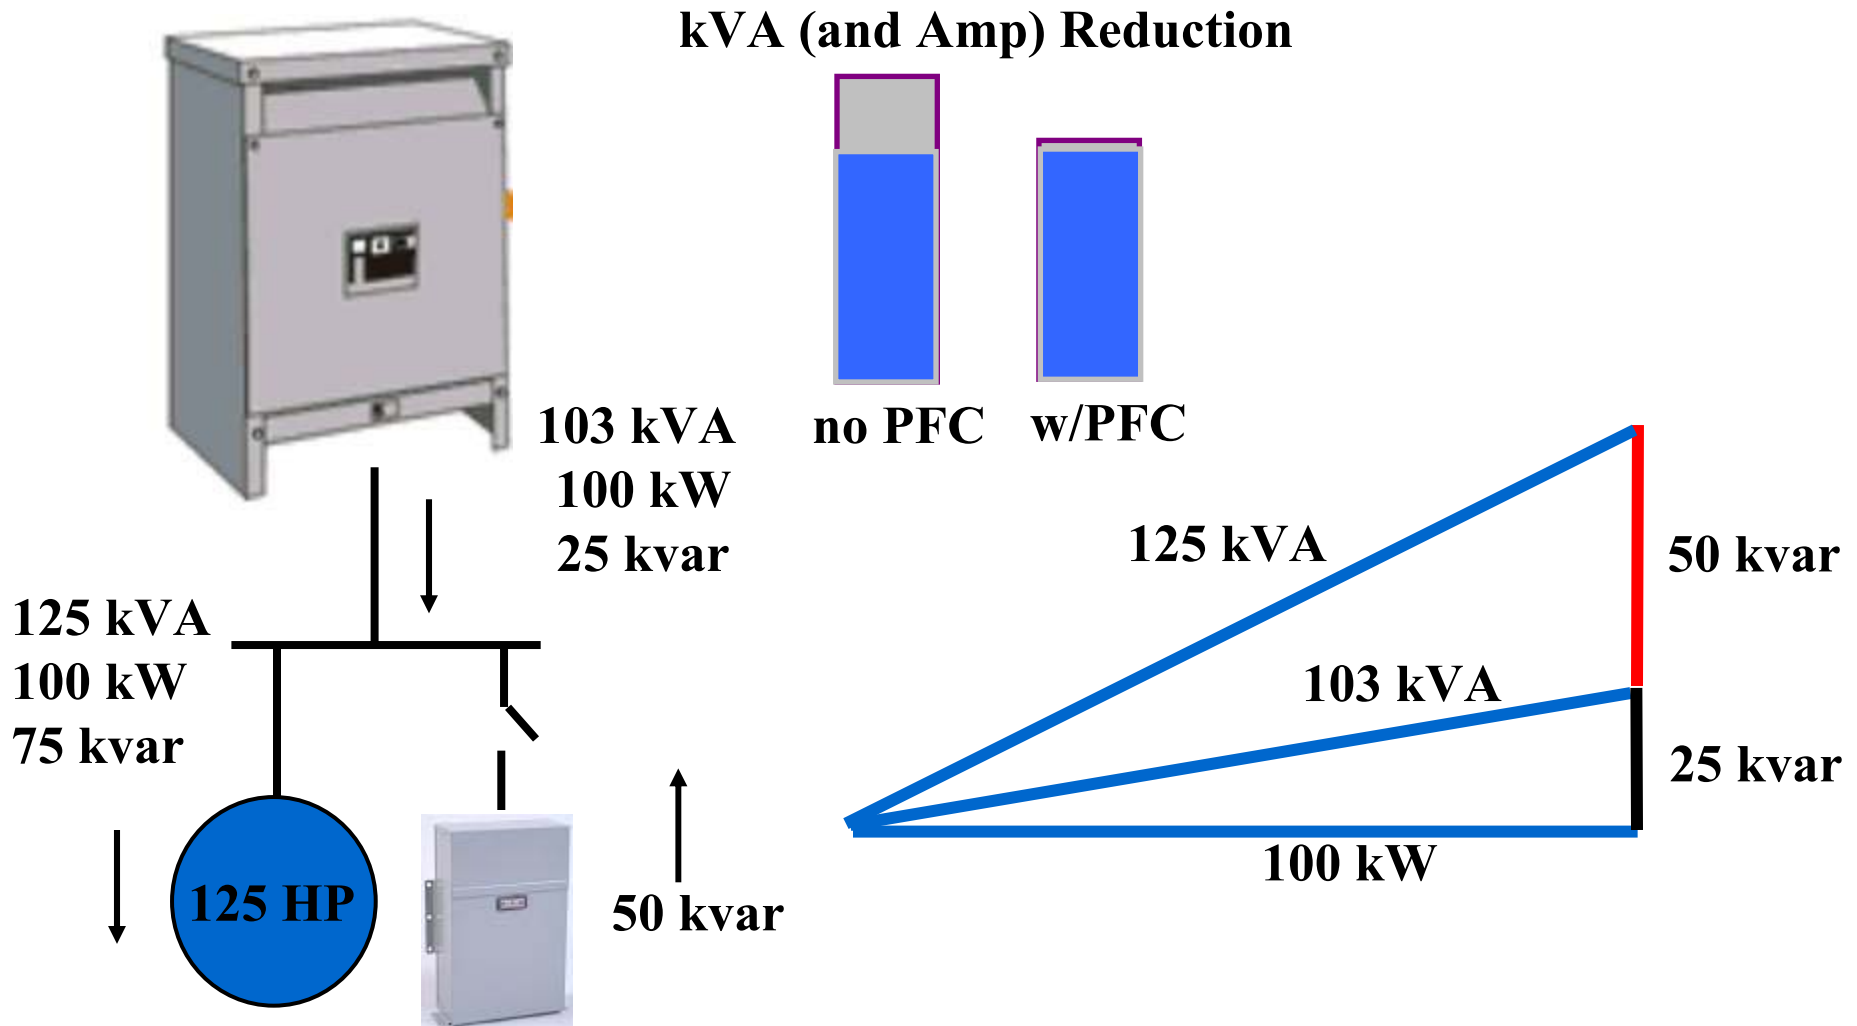 kVA (and Amp) Reduction
no PFC
w/PFC
103 kVA
100 kW
25 kvar
125 kVA
100 kW
75 kvar
125 HP
50 kvar
125 kVA
50 kvar
103 kVA
25 kvar
100 kW